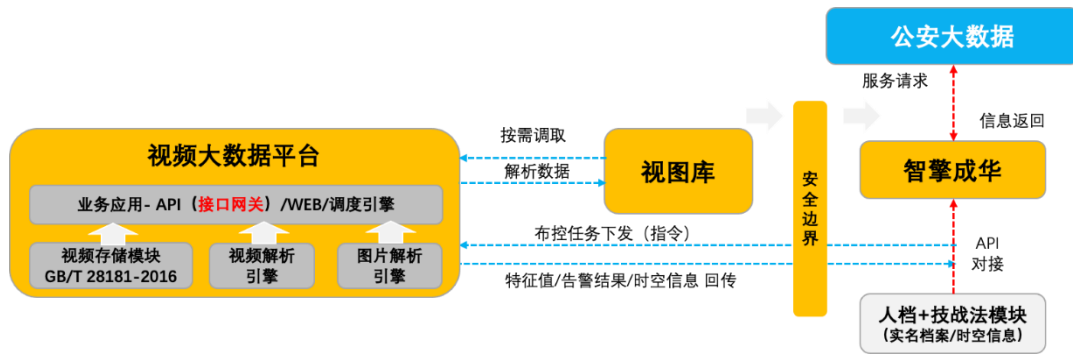 公安大数据
服务请求
信息返回
视频大数据平台
业务应用- API（接口网关）/WEB/调度引擎
视频存储模块
GB/T 28181-2016
视频解析
引擎
图片解析
引擎
按需调取
解析数据
视图库
安
全
边
界
智擎成华
布控任务下发（指令）
特征值/告警结果/时空信息 回传
API
对接
人档+技战法模块
(实名档案/时空信息)